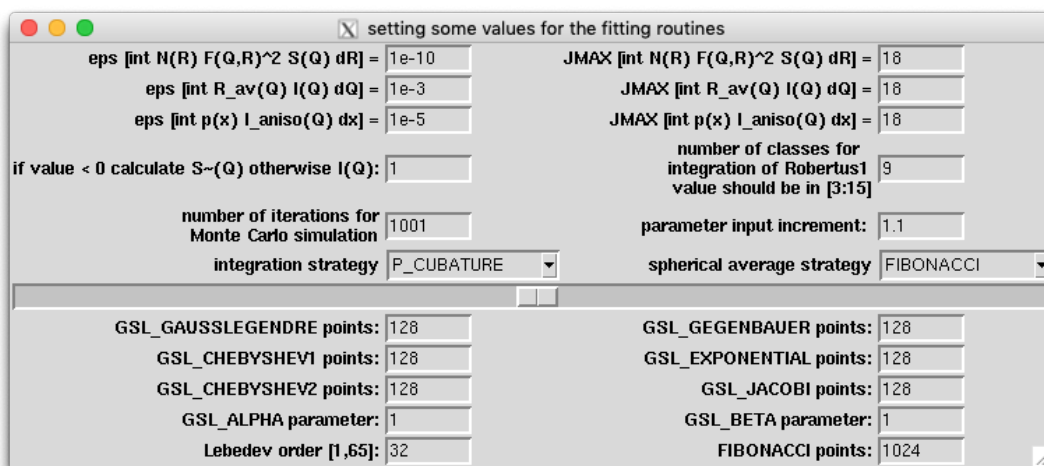 X setting some values for the fitting routines
eps [int N(R) F(Q,R)^2 S(Q) dR] = 1e-10 JMAX [int N(R) F(Q,R)^2 S(Q) dR] = 18
eps [int R_av(Q) I(Q) dQ] = 1e-3 JMAX [int R_av(Q) I(Q) dQ] = 18
eps [int p(x) I_aniso(Q) dx] = 1e-5 JMAX [int p(x) I_aniso(Q) dx] = 18
if value < 0 calculate S~(Q) otherwise I(Q): 1
number of classes for
integration of Robertus1 9
value should be in [3:15]
number of iterations for
Monte Carlo simulation 1001
parameter input increment: 1.1
integration strategy P_CUBATURE spherical average strategy FIBONACCI
GSL_GAUSSLEGENDRE points: 128 GSL_GEGENBAUER points: 128
GSL_CHEBYSHEV1 points: 128 GSL_EXPONENTIAL points: 128
GSL_CHEBYSHEV2 points: 128 GSL_JACOBI points: 128
GSL_ALPHA parameter: 1 GSL_BETA parameter: 1
Lebedev order [1,65]: 32 FIBONACCI points: 1024